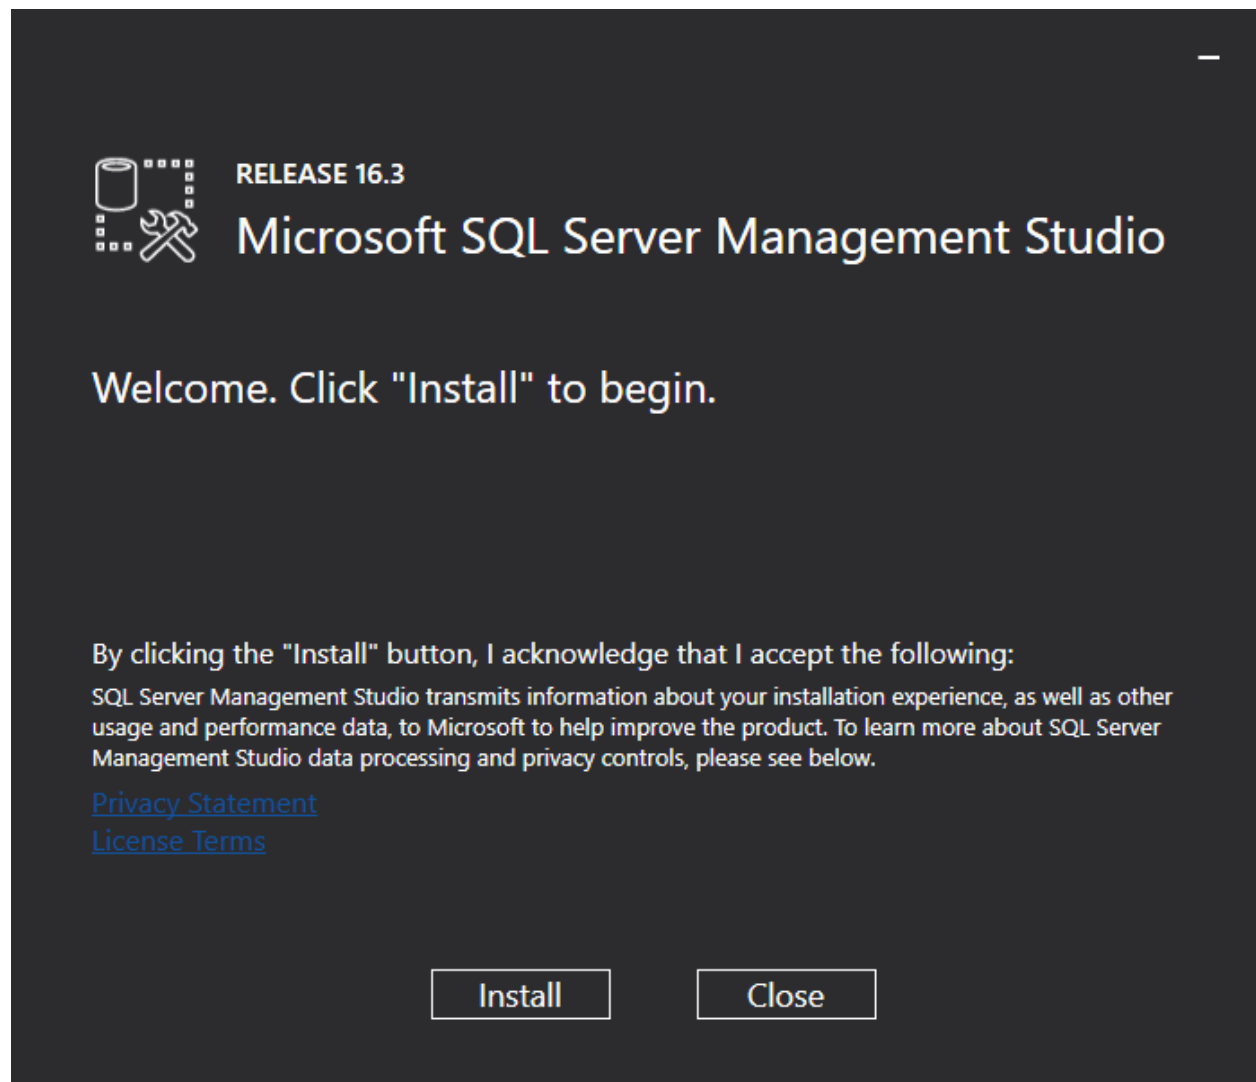 RELEASE 16.3
Microsoft SQL Server Management Studio
Welcome. Click "Install" to begin.
By clicking the "Install" button, I acknowledge that I accept the following:
SQL Server Management Studio transmits information about your installation experience, as well as other
usage and performance data, to Microsoft to help improve the product. To learn more about SQL Server
Management Studio data processing and privacy controls, please see below.
Privacy Statement
License Terms
Install
Close